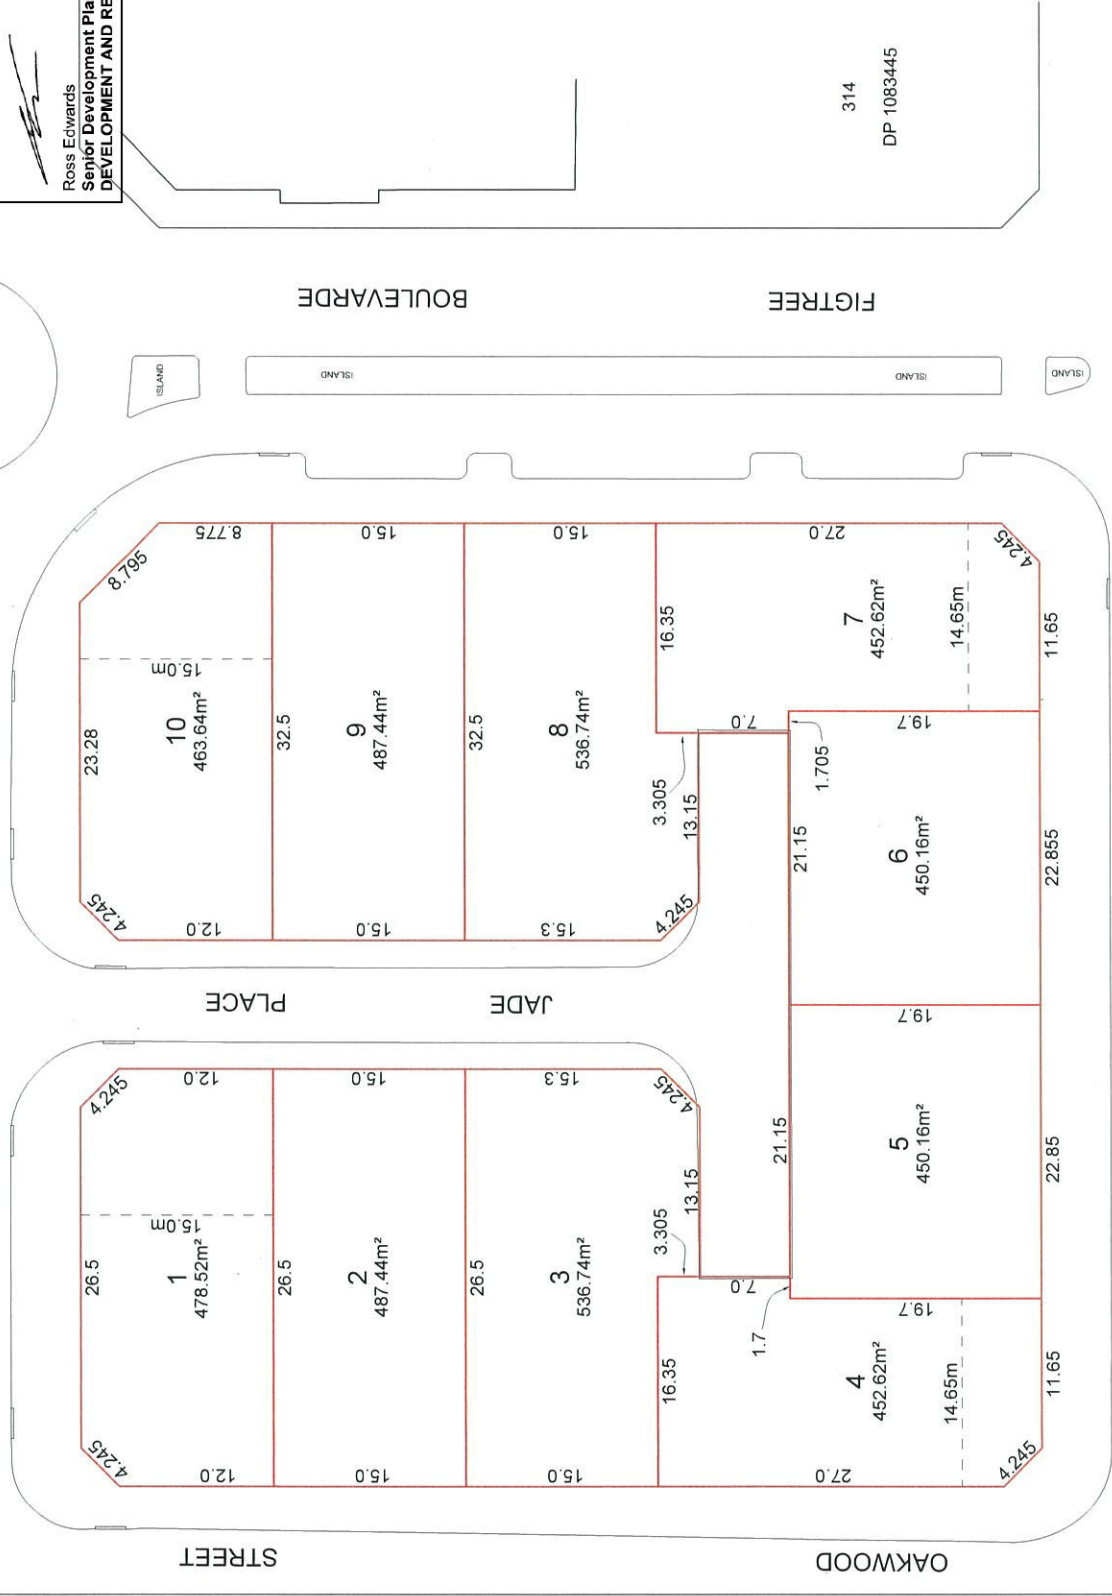 Ross Edwards
Senior Development Pla
DEVELOPMENT AND RE
314
DP 1083445
BOULEVARDE
FIGTREE
ISLAND
ISLAND
ISLAND
ISLAND
8.795
8.775
15.0
15.0
27.0
4.245
23.28
15.0m
10
463.64m²
32.5
9
487.44m²
32.5
8
536.74m²
16.35
7
452.62m²
14.65m
11.65
4.245
12.0
15.0
15.3
4.245
3.305
13.15
7.0
1.705
19.7
21.15
6
450.16m²
22.855
PLACE
JADE
19.7
4.245
12.0
15.0
15.3
4.245
13.15
21.15
5
450.16m²
22.85
26.5
15.0m
1
478.52m²
26.5
2
487.44m²
26.5
3
536.74m²
3.305
7.0
1.7
19.7
16.35
4
452.62m²
14.65m
11.65
4.245
12.0
15.0
15.0
27.0
4.245
STREET
OAKWOOD